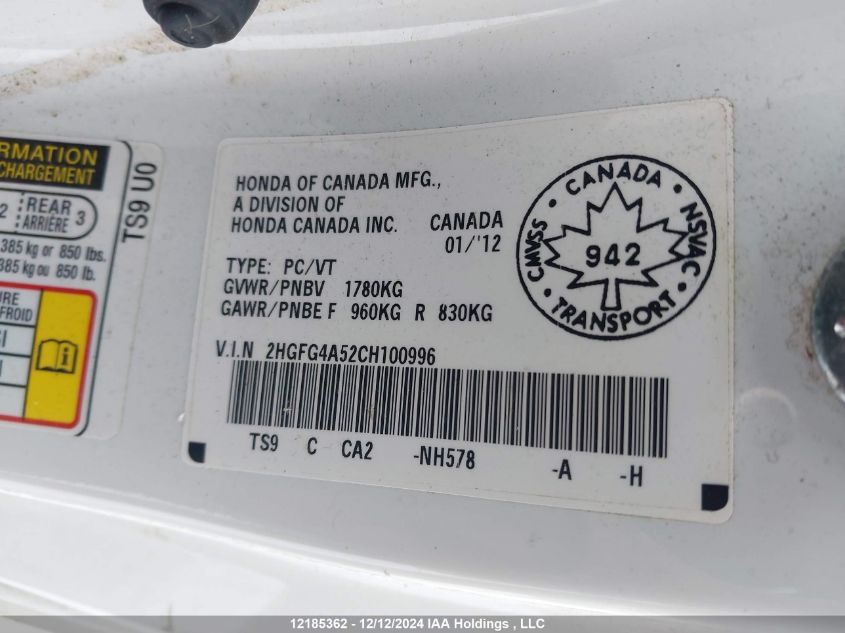 RMATION
CHARGEMENT
2 REAR 3
ARRIÈRE
385 kg or 850 lbs.
385 kg ou 850 lb.
URE
FROID
TS9 U0
HONDA OF CANADA MFG.,
A DIVISION OF
HONDA CANADA INC. CANADA
01/'12
TYPE: PC/VT
GVWR/PNBV 1780KG
GAWR/PNBE F 960KG R 830KG
V.I.N 2HGFG4A52CH100996
TS9 C CA2 -NH578 -A -H
• CANADA •
CMVSS
NSVAC
942
• TRANSPORT •
12185362 - 12/12/2024 IAA Holdings , LLC